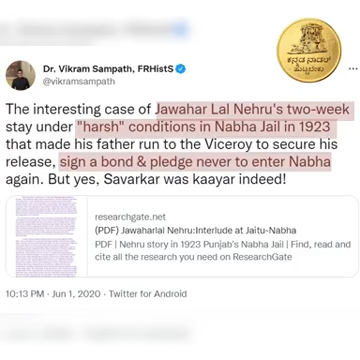 Dr. Vikram Sampath, FRHistS
@vikramsampath
The interesting case of Jawahar Lal Nehru's two-week
stay under "harsh" conditions in Nabha Jail in 1923
that made his father run to the Viceroy to secure his
release, sign a bond & pledge never to enter Nabha
again. But yes, Savarkar was kaayar indeed!
researchgate.net
(PDF) Jawaharlal Nehru:Interlude at Jaitu-Nabha
PDF | Nehru story in 1923 Punjab's Nabha Jail | Find, read and
cite all the research you need on ResearchGate
10:13 PM · Jun 1, 2020 · Twitter for Android